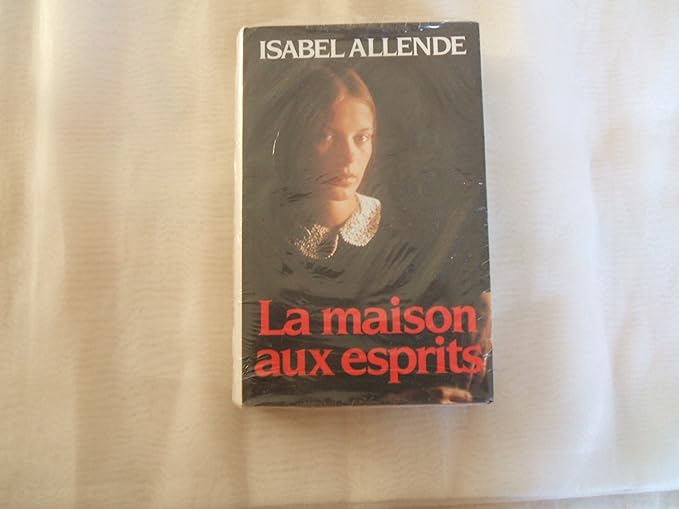 ISABEL ALLENDE
La maison
aux esprits